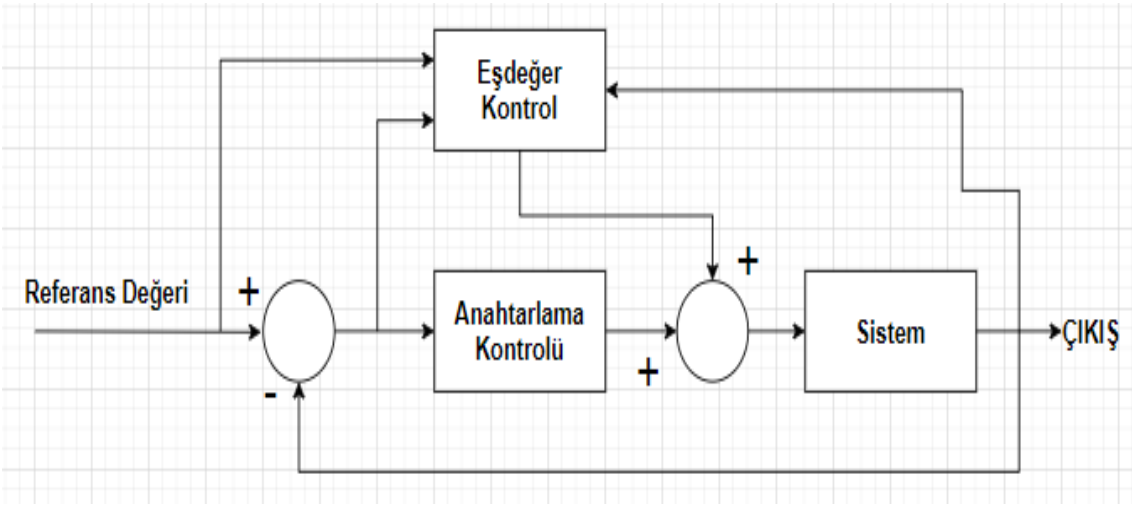 Eşdeğer
Kontrol
+
Referans Değeri
+
Anahtarlama
Kontrolü
Sistem
ÇIKIŞ
+
-